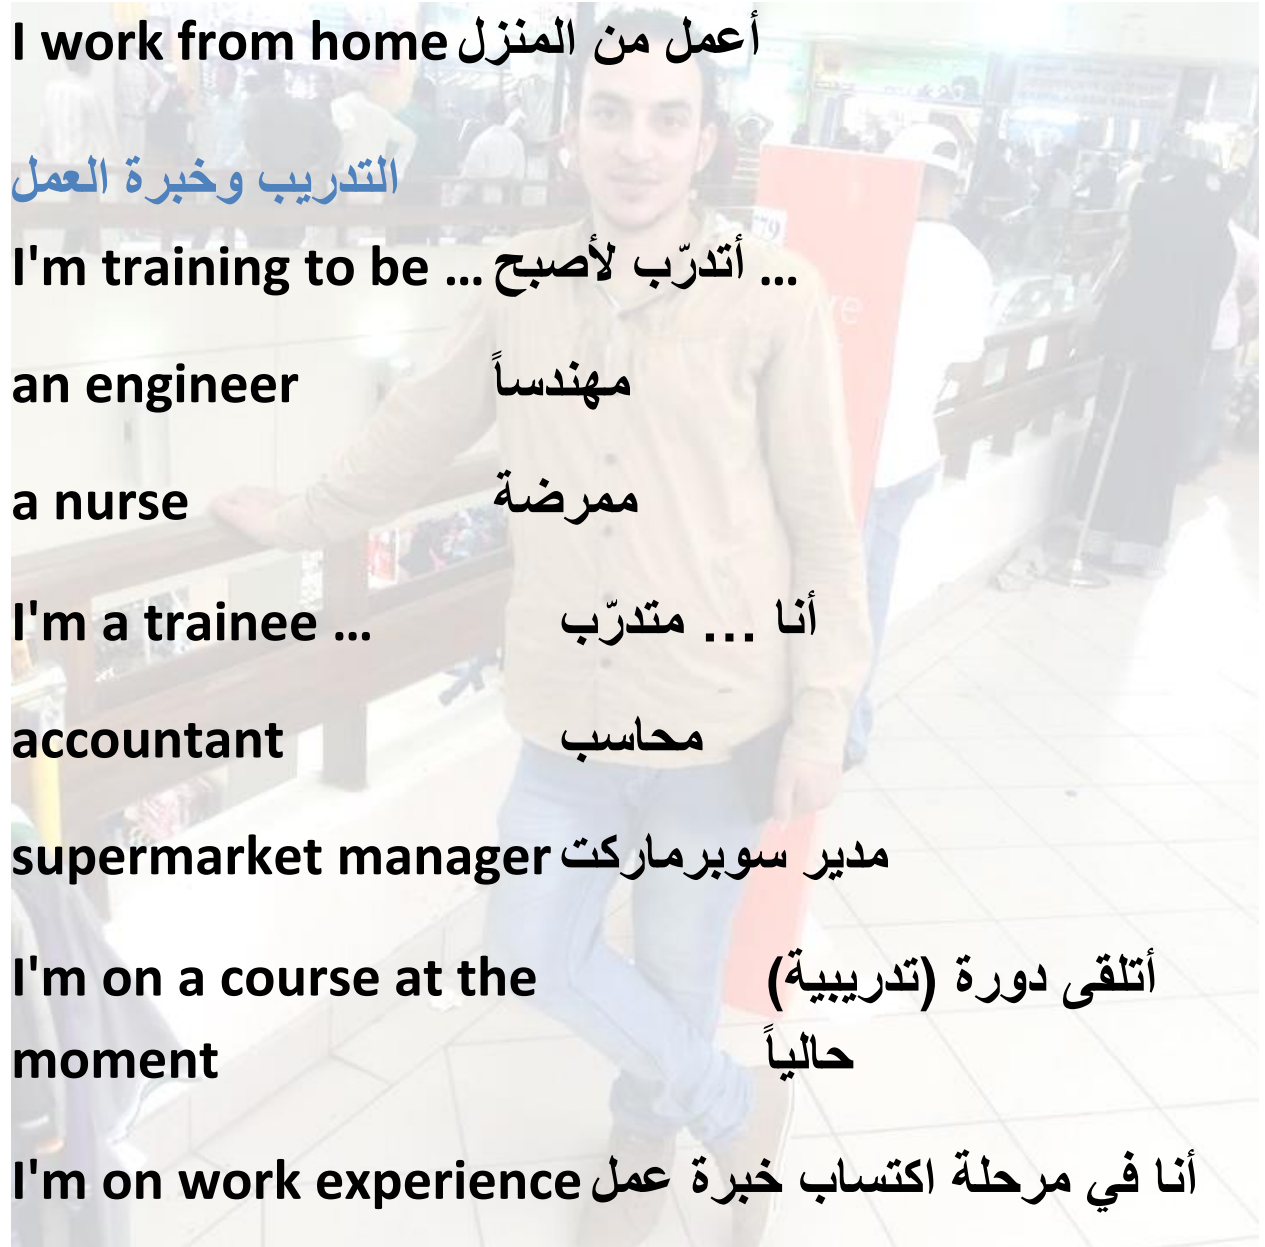 I work from home أعمل من المنزل
التدريب وخبرة العمل
I'm training to be … أتدرّب لأصبح …
an engineer مهندساً
a nurse ممرضة
I'm a trainee … أنا … متدرّب
accountant محاسب
supermarket manager مدير سوبرماركت
I'm on a course at the أتلقى دورة (تدريبية)
moment حالياً
I'm on work experience أنا في مرحلة اكتساب خبرة عمل